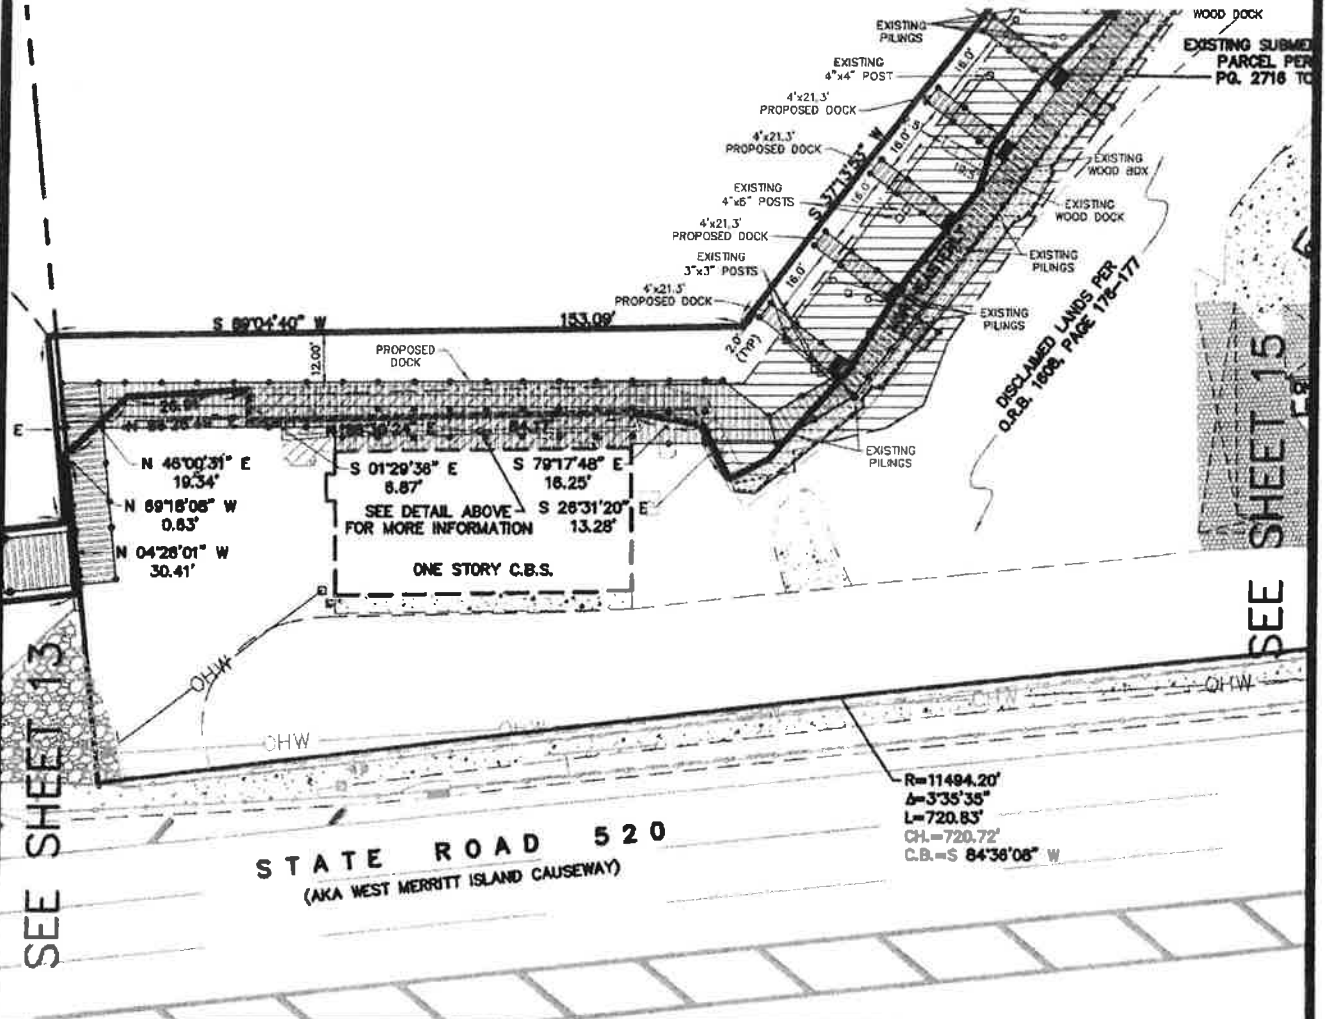 WOOD DOCK
EXISTING
PILINGS
EXISTING SUBME
PARCEL PER
PG. 2716 TO
EXISTING
4"x4" POST
4'x21.3'
PROPOSED DOCK
4'x21.3'
PROPOSED DOCK
EXISTING
4"x6" POSTS
4'x21.3'
PROPOSED DOCK
EXISTING
3"x3" POSTS
4'x21.3'
PROPOSED DOCK
S 37°13'53" W
16.0'
16.0'
16.0'
16.0'
2.0'
(TYP)
EXISTING
WOOD BOX
EXISTING
WOOD DOCK
EXISTING
PILINGS
EXISTING
PILINGS
EXISTING
PILINGS
DISCLAIMED LANDS PER
O.R.B. 1608, PAGE 176-177
S 89°04'40" W
153.09'
12.00'
PROPOSED
DOCK
E
N 46°00'31" E
19.34'
N 69°18'08" W
0.63'
N 04°28'01" W
30.41'
S 01°29'36" E
6.87'
S 79°17'48" E
16.25'
S 26°31'20" E
13.28'
SEE DETAIL ABOVE
FOR MORE INFORMATION
ONE STORY C.B.S.
OHW
OHW
OHW
OHW
OHW
SEE SHEET 13
SEE SHEET 15
R=11494.20'
Δ=3°35'35"
L=720.83'
CH.=720.72'
C.B.=S 84°36'08" W
STATE ROAD 520
(AKA WEST MERRITT ISLAND CAUSEWAY)